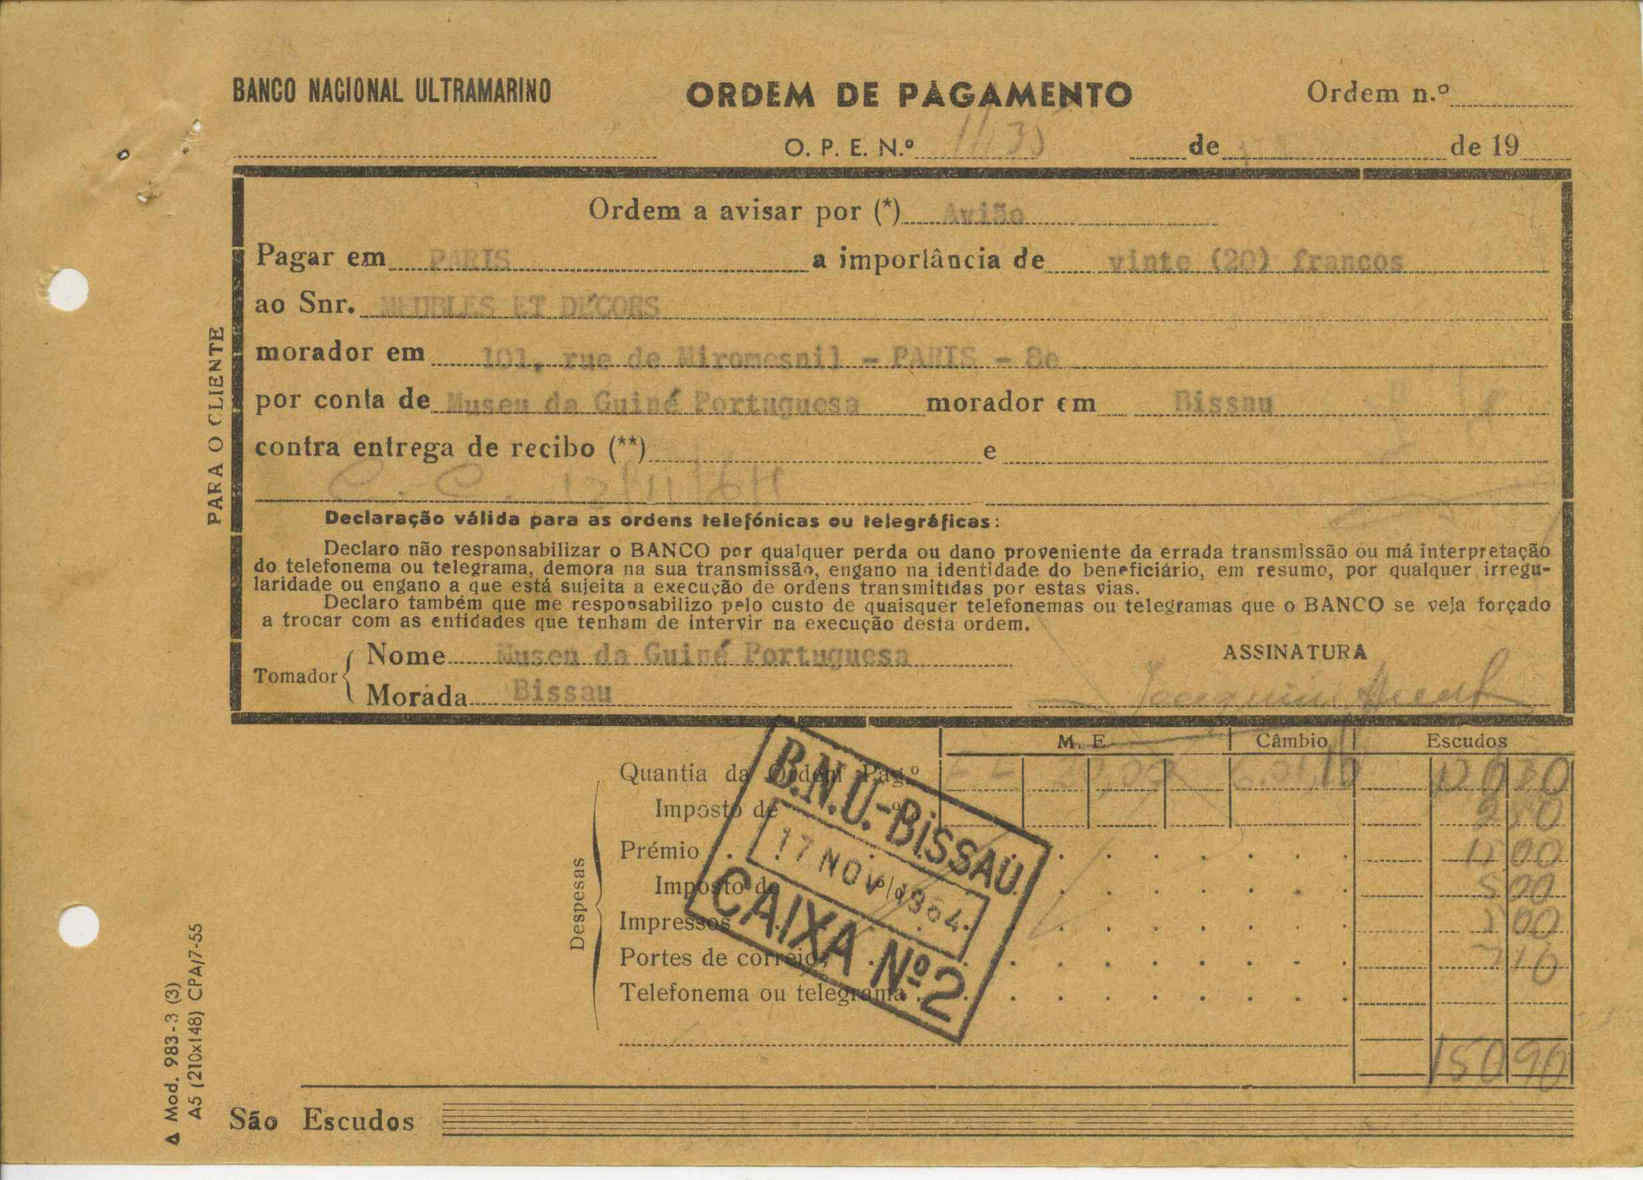 BANCO NACIONAL ULTRAMARINO ORDEM DE PAGAMENTO Ordem n.º
O. P. E. N.º 1135 de de 19
Ordem a avisar por (*) Avião
Pagar em PARIS a importância de vinte (20) francos
ao Snr. MEUBLES ET DÉCORS
morador em 101, rue de Miromesnil - PARIS - 8e
por conta de Museu da Guiné Portuguesa morador em Bissau
contra entrega de recibo (**) e
C. C. 12/11/64
Declaração válida para as ordens telefónicas ou telegráficas:
Declaro não responsabilizar o BANCO por qualquer perda ou dano proveniente da errada transmissão ou má interpretação
do telefonema ou telegrama, demora na sua transmissão, engano na identidade do beneficiário, em resumo, por qualquer irregu-
laridade ou engano a que está sujeita a execução de ordens transmitidas por estas vias.
Declaro também que me responsabilizo pelo custo de quaisquer telefonemas ou telegramas que o BANCO se veja forçado
a trocar com as entidades que tenham de intervir na execução desta ordem.
Tomador
Nome Museu da Guiné Portuguesa
Morada Bissau
ASSINATURA
PARA O CLIENTE
M. E. Câmbio Escudos
Quantia da Ordem Pag.º
Imposto de
Prémio
Imposto de
Impressos
Portes de correio
Telefonema ou telegrama
Despesas
150 90
B.N.U.-BISSAU
17 NOV 1964
CAIXA Nº 2
São Escudos
Mod. 983-3 (3)
A5 (210x148) CPA/7-55